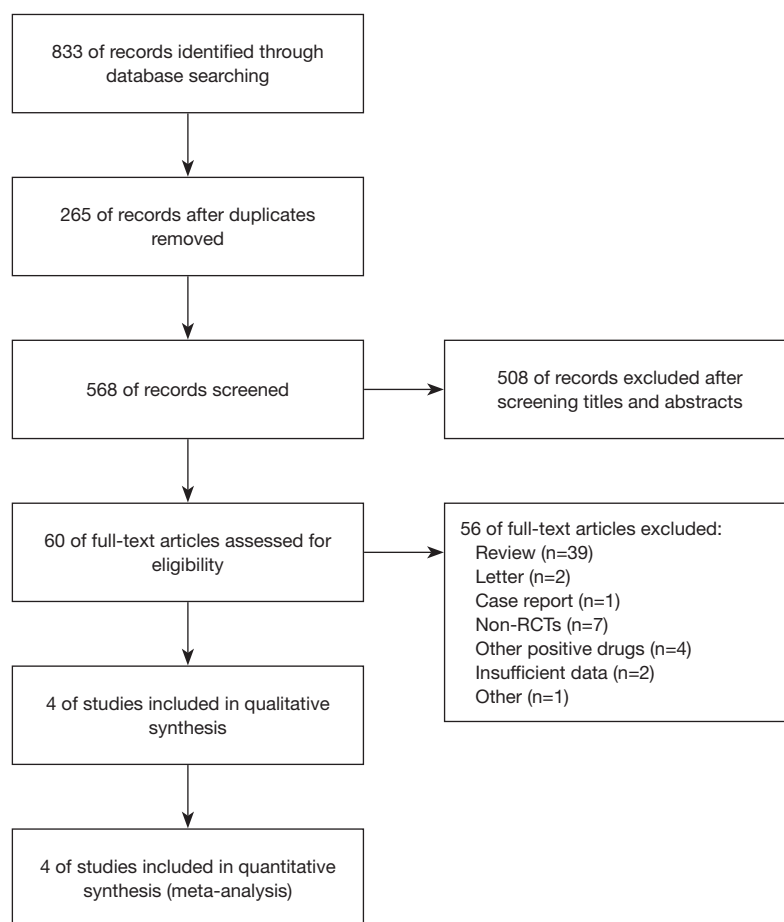 833 of records identified through
database searching
265 of records after duplicates
removed
568 of records screened
508 of records excluded after
screening titles and abstracts
60 of full-text articles assessed for
eligibility
56 of full-text articles excluded:
Review (n=39)
Letter (n=2)
Case report (n=1)
Non-RCTs (n=7)
Other positive drugs (n=4)
Insufficient data (n=2)
Other (n=1)
4 of studies included in qualitative
synthesis
4 of studies included in quantitative
synthesis (meta-analysis)